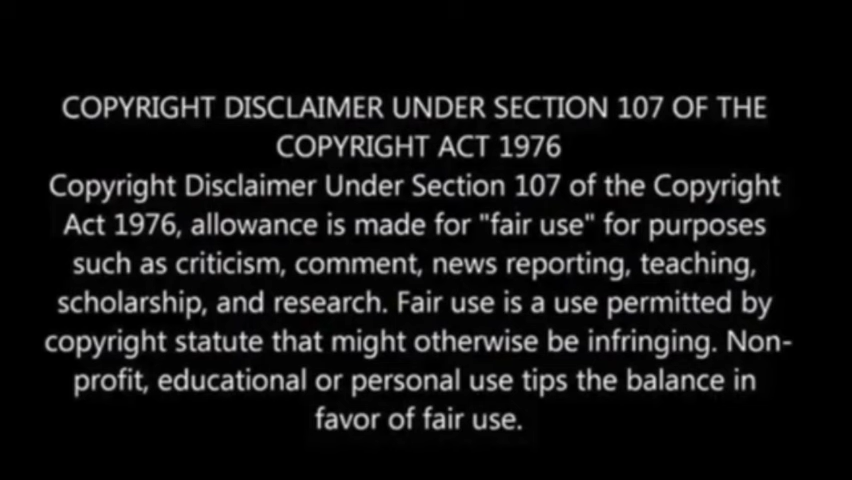 COPYRIGHT DISCLAIMER UNDER SECTION 107 OF THE
COPYRIGHT ACT 1976
Copyright Disclaimer Under Section 107 of the Copyright
Act 1976, allowance is made for "fair use" for purposes
such as criticism, comment, news reporting, teaching,
scholarship, and research. Fair use is a use permitted by
copyright statute that might otherwise be infringing. Non-
profit, educational or personal use tips the balance in
favor of fair use.